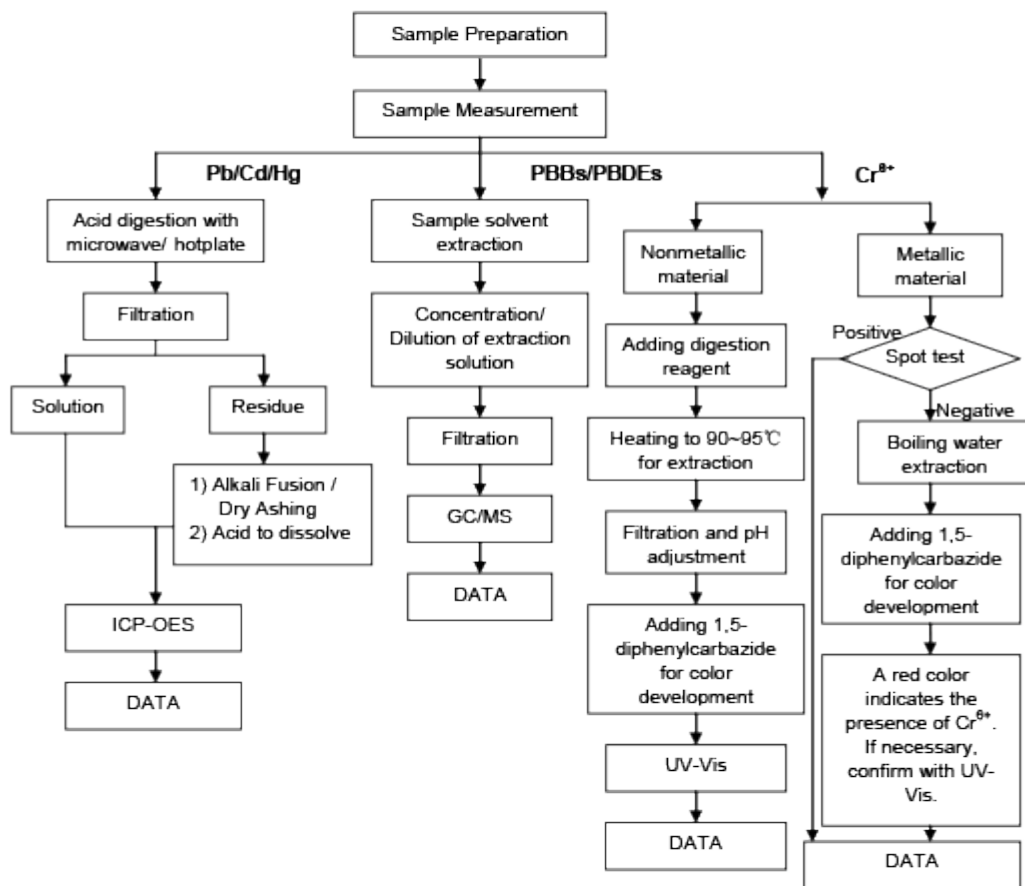 Sample Preparation
Sample Measurement
Pb/Cd/Hg
PBBs/PBDEs
Cr⁶⁺
Acid digestion with
microwave/ hotplate
Filtration
Solution
Residue
1) Alkali Fusion /
Dry Ashing
2) Acid to dissolve
ICP-OES
DATA
Sample solvent
extraction
Concentration/
Dilution of extraction
solution
Filtration
GC/MS
DATA
Nonmetallic
material
Adding digestion
reagent
Heating to 90~95℃
for extraction
Filtration and pH
adjustment
Adding 1,5-
diphenylcarbazide
for color
development
UV-Vis
DATA
Metallic
material
Positive
Spot test
Negative
Boiling water
extraction
Adding 1,5-
diphenylcarbazide
for color
development
A red color
indicates the
presence of Cr⁶⁺.
If necessary,
confirm with UV-
Vis.
DATA